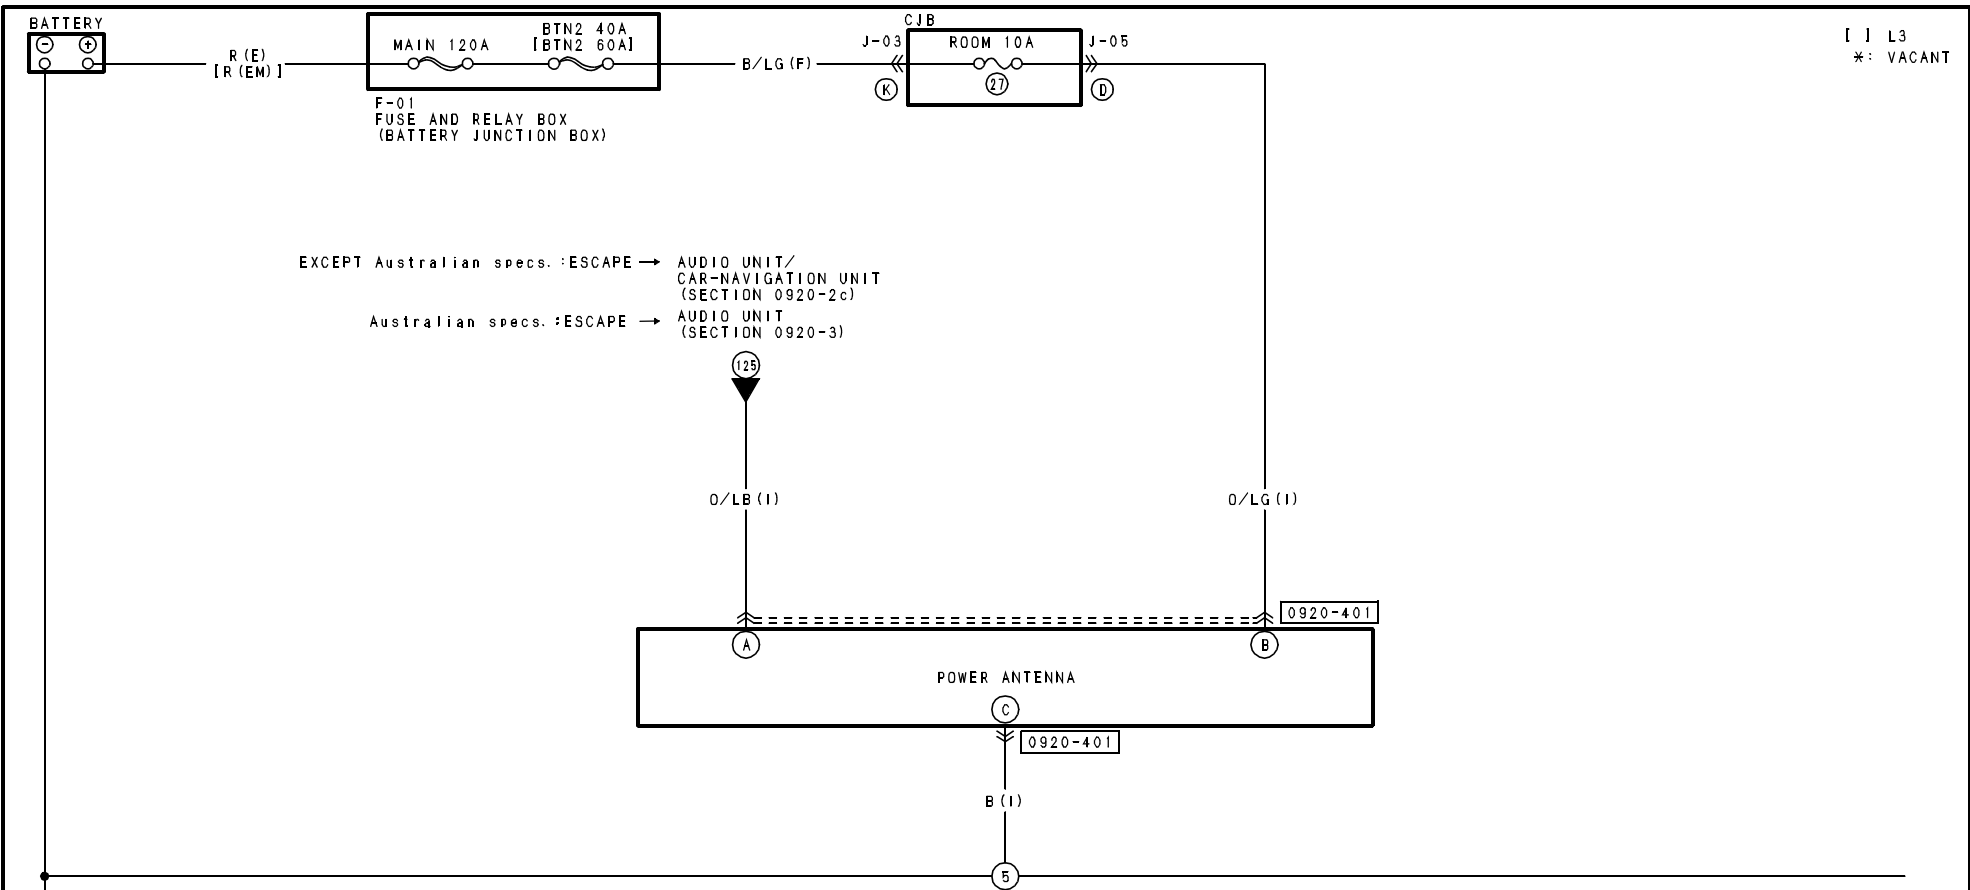 BATTERY
- +
R(E)
[R(EM)]
MAIN 120A
BTN2 40A
[BTN2 60A]
F-01
FUSE AND RELAY BOX
(BATTERY JUNCTION BOX)
B/LG(F)
CJB
J-03
ROOM 10A
J-05
K
27
D
[ ] L3
*: VACANT
EXCEPT Australian specs. :ESCAPE → AUDIO UNIT/
CAR-NAVIGATION UNIT
(SECTION 0920-2c)
Australian specs. :ESCAPE → AUDIO UNIT
(SECTION 0920-3)
125
O/LB(I)
O/LG(I)
0920-401
A
B
POWER ANTENNA
C
0920-401
B(I)
5